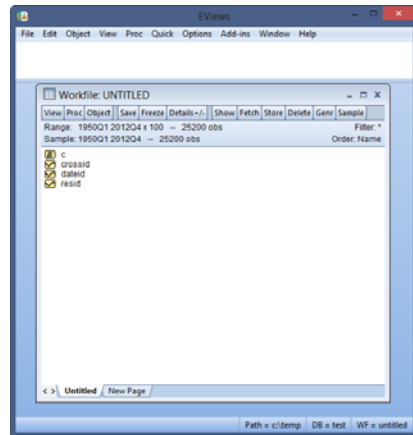 EViews
File Edit Object View Proc Quick Options Add-ins Window Help
Workfile: UNTITLED
View Proc Object Save Freeze Details+/- Show Fetch Store Delete Genr Sample
Range: 1950Q1 2012Q4 x 100 -- 25200 obs Filter: *
Sample: 1950Q1 2012Q4 -- 25200 obs Order: Name
c
crossid
dateid
resid
< > Untitled New Page
Path = c:\temp DB = test WF = untitled